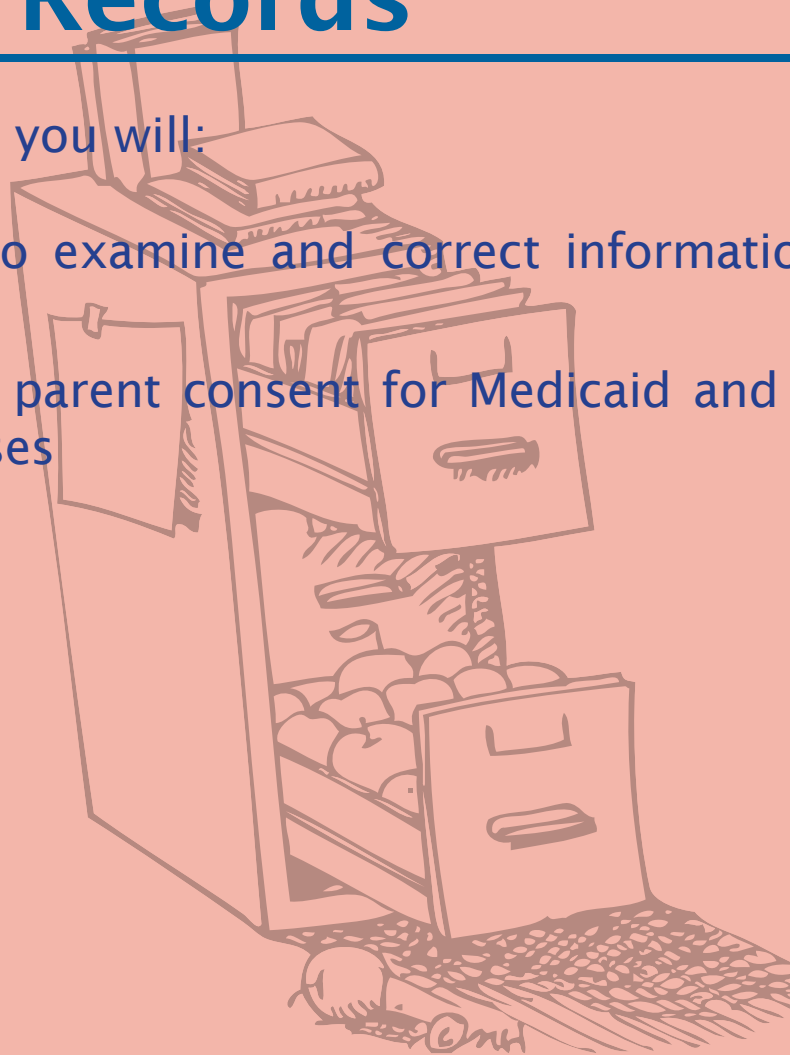 Records
you will:
o examine and correct informatio
parent consent for Medicaid and
ses